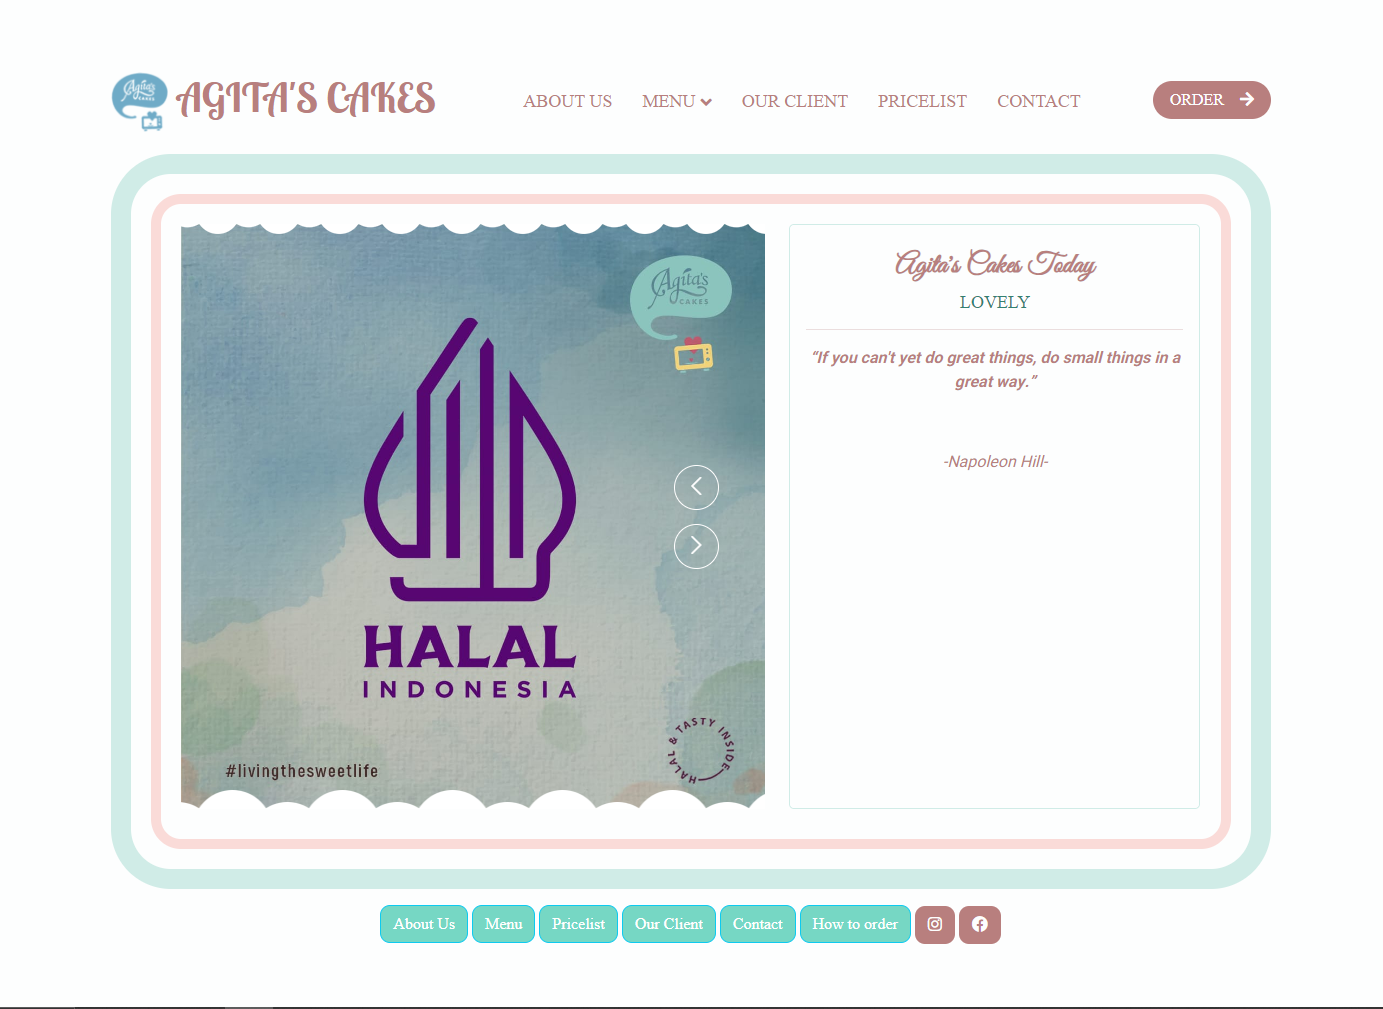 Agita's
CAKES
AGITA'S CAKES
ABOUT US
MENU
OUR CLIENT
PRICELIST
CONTACT
ORDER
Agita's
CAKES
HALAL
INDONESIA
#livingthesweetlife
HALAL & TASTY INSIDE
Agita's Cakes Today
LOVELY
“If you can't yet do great things, do small things in a
great way.”
-Napoleon Hill-
About Us
Menu
Pricelist
Our Client
Contact
How to order